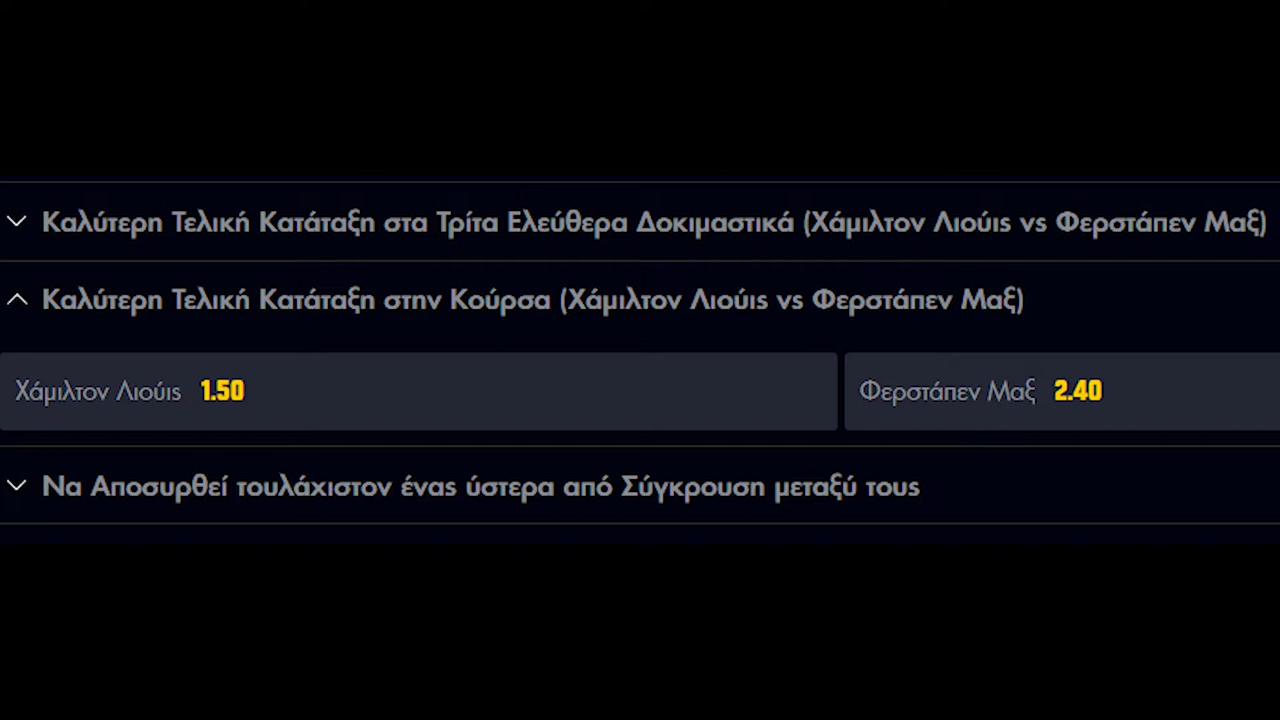 Καλύτερη Τελική Κατάταξη στα Τρίτα Ελεύθερα Δοκιμαστικά (Χάμιλτον Λιούις vs Φερστάπεν Μαξ)
Καλύτερη Τελική Κατάταξη στην Κούρσα (Χάμιλτον Λιούις vs Φερστάπεν Μαξ)
Χάμιλτον Λιούις 1.50 Φερστάπεν Μαξ 2.40
Να Αποσυρθεί τουλάχιστον ένας ύστερα από Σύγκρουση μεταξύ τους